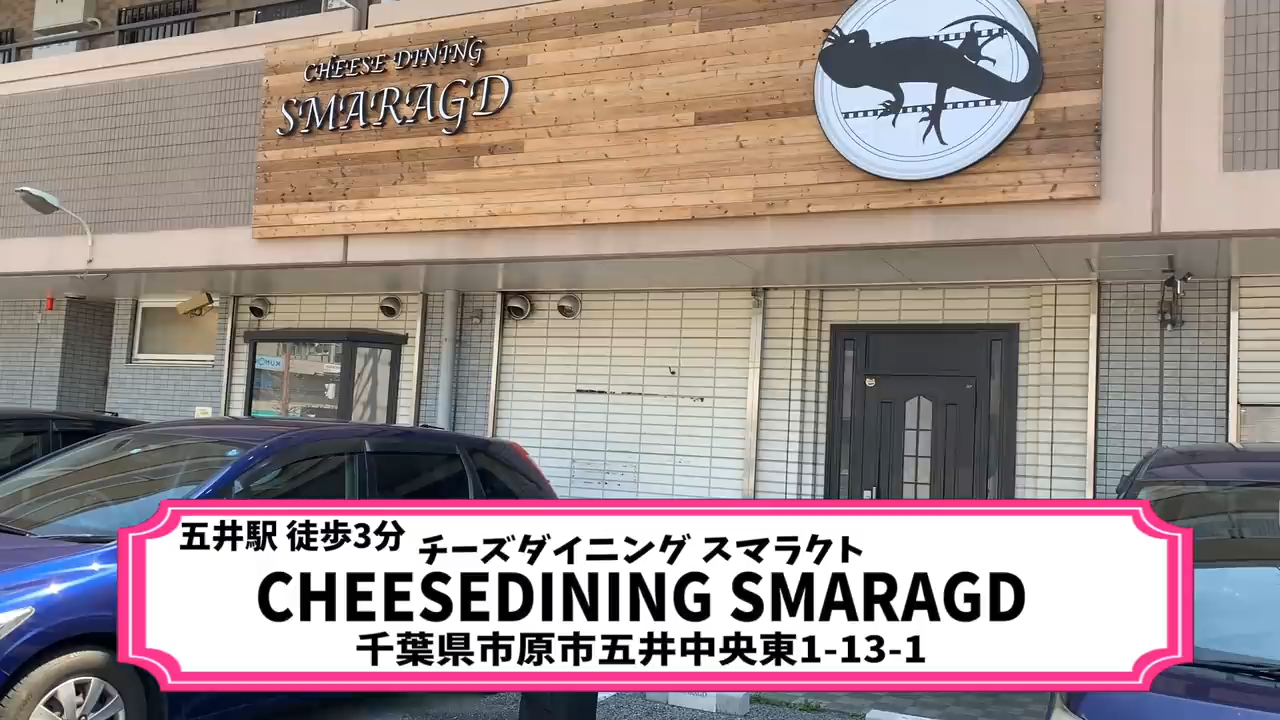 CHEESE DINING
SMARAGD
五井駅 徒歩3分
チーズダイニング スマラクト
CHEESEDINING SMARAGD
千葉県市原市五井中央東1-13-1